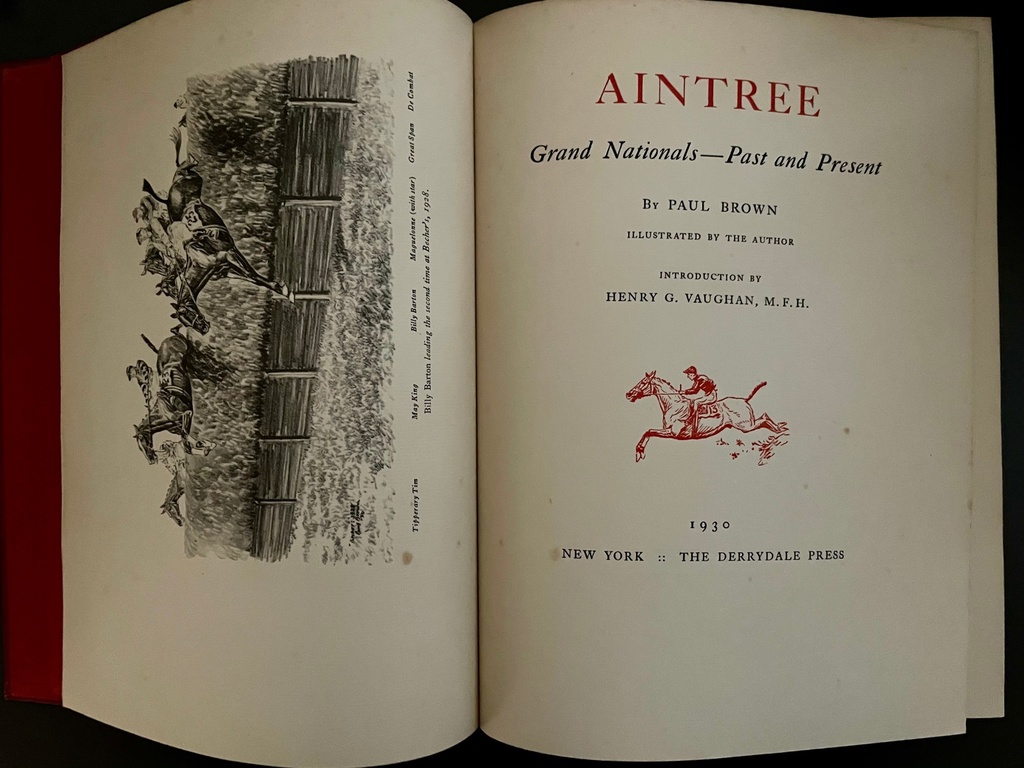 Tipperary Tim May King Billy Barton Maguelonne (with star) Great Span De Combat
Billy Barton leading the second time at Becher's, 1928.
AINTREE
Grand Nationals—Past and Present
By PAUL BROWN
ILLUSTRATED BY THE AUTHOR
INTRODUCTION BY
HENRY G. VAUGHAN, M.F.H.
1930
NEW YORK :: THE DERRYDALE PRESS